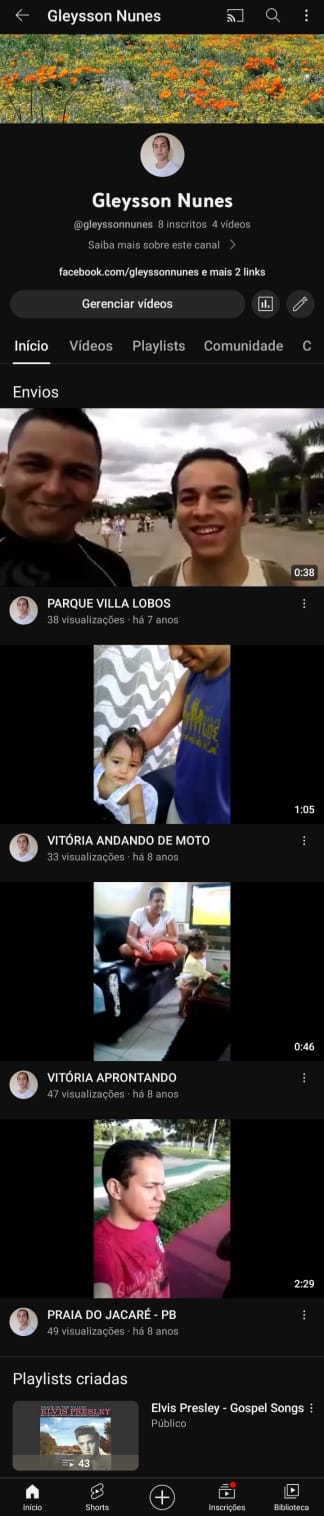 Gleysson Nunes
Gleysson Nunes
@gleyssonnunes 8 inscritos 4 vídeos
Saiba mais sobre este canal
facebook.com/gleyssonnunes e mais 2 links
Gerenciar vídeos
Início Vídeos Playlists Comunidade C
Envios
0:38
PARQUE VILLA LOBOS
38 visualizações · há 7 anos
1:05
VITÓRIA ANDANDO DE MOTO
33 visualizações · há 8 anos
0:46
VITÓRIA APRONTANDO
47 visualizações · há 8 anos
2:29
PRAIA DO JACARÉ - PB
49 visualizações · há 8 anos
Playlists criadas
ELVIS PRESLEY
43
Elvis Presley - Gospel Songs
Público
Início Shorts Inscrições Biblioteca